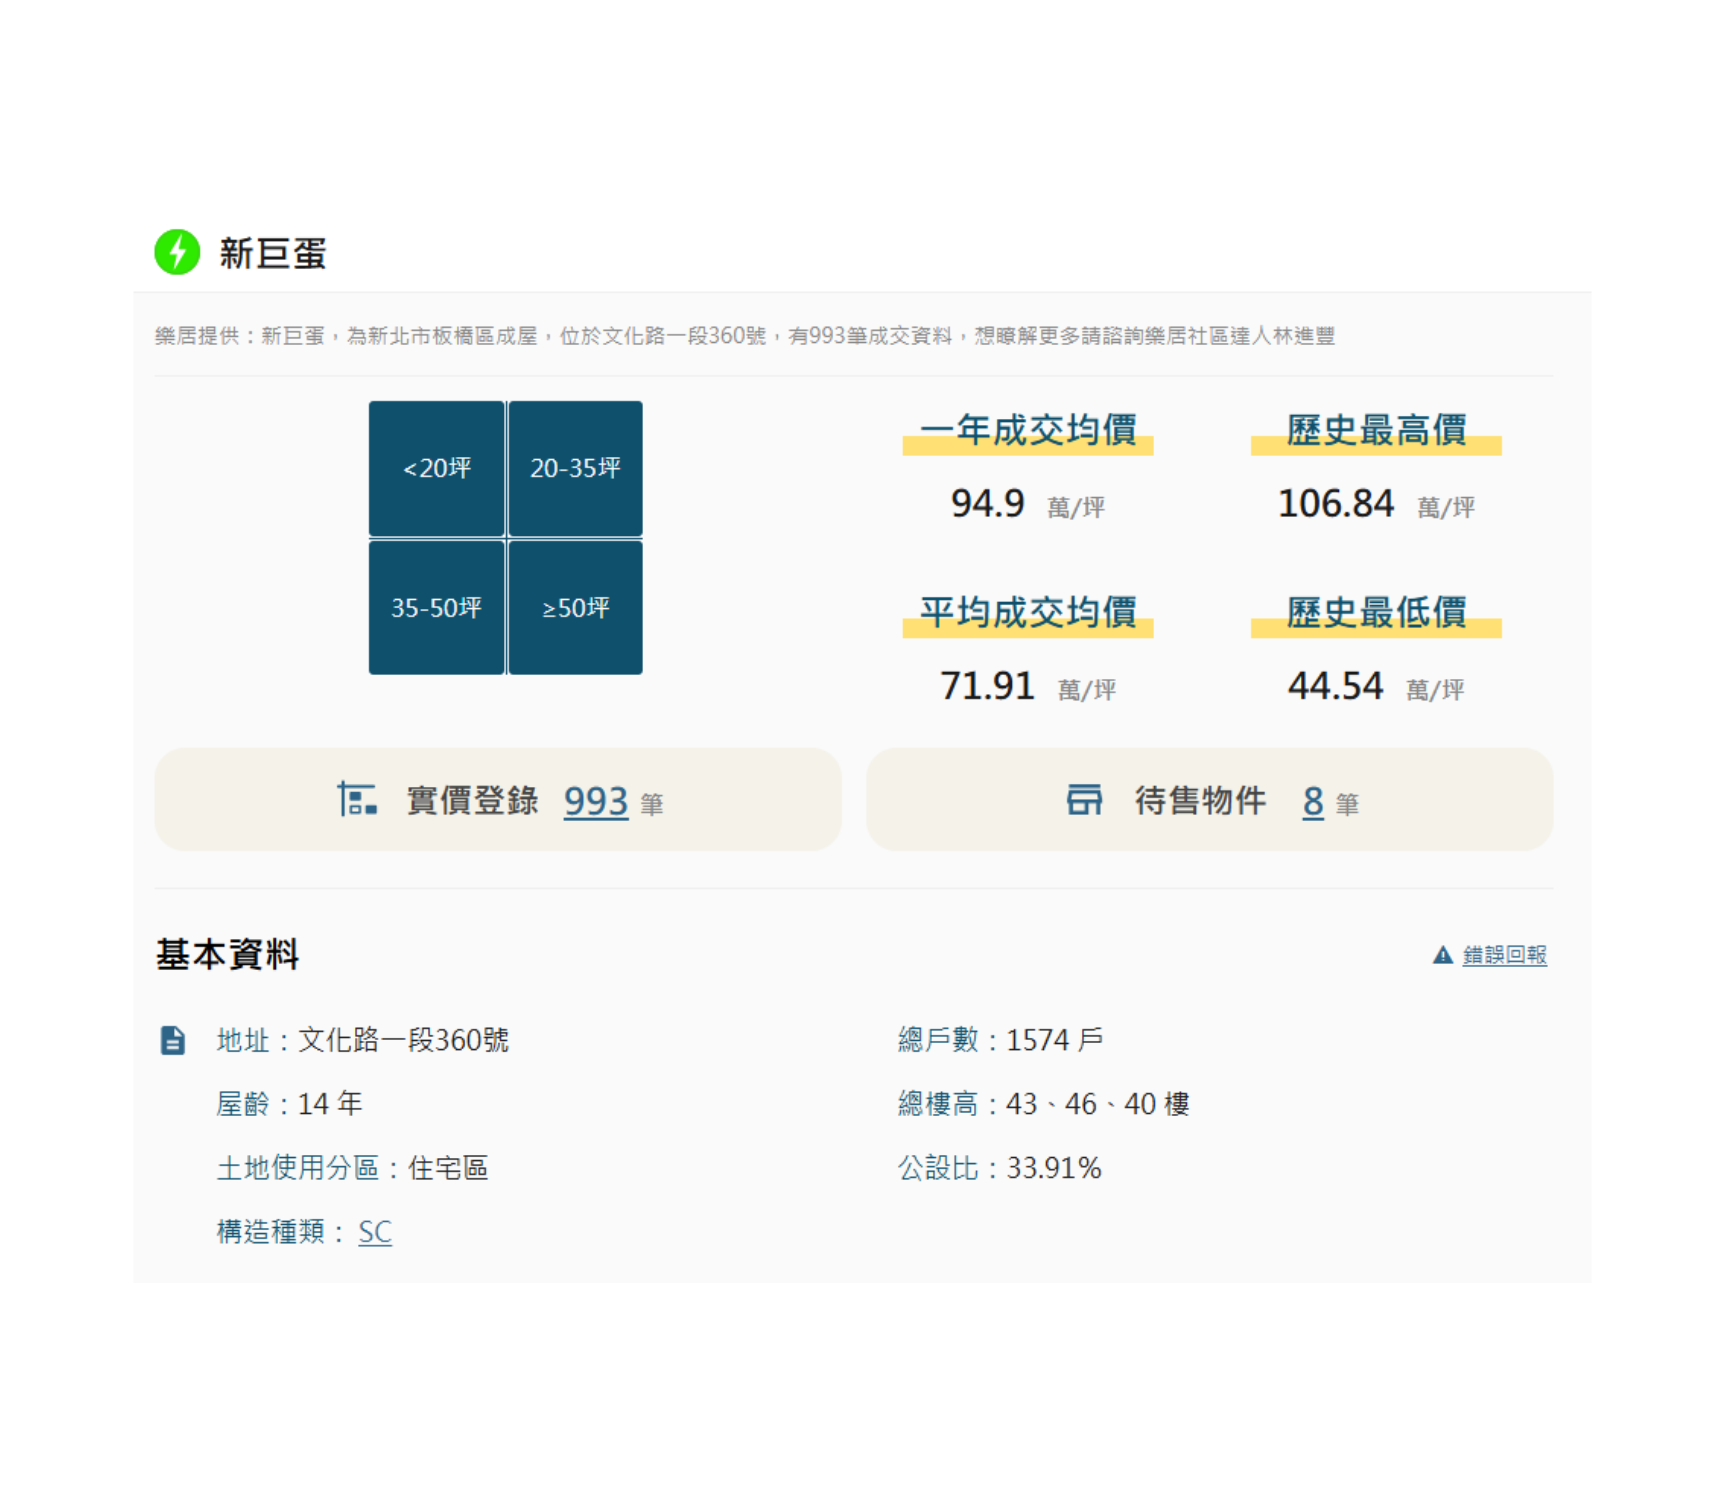 新巨蛋
樂居提供：新巨蛋，為新北市板橋區成屋，位於文化路一段360號，有993筆成交資料，想瞭解更多請諮詢樂居社區達人林進豐
<20坪 20-35坪
35-50坪 ≥50坪
一年成交均價 歷史最高價
94.9 萬/坪 106.84 萬/坪
平均成交均價 歷史最低價
71.91 萬/坪 44.54 萬/坪
實價登錄 993 筆 待售物件 8 筆
基本資料 錯誤回報
地址：文化路一段360號 總戶數：1574 戶
屋齡：14 年 總樓高：43、46、40 樓
土地使用分區：住宅區 公設比：33.91%
構造種類： SC